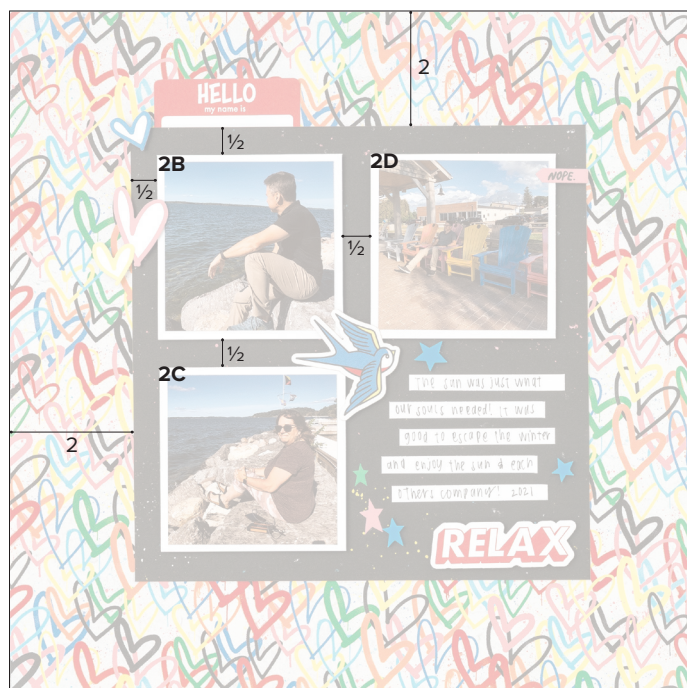 2
HELLO
my name is
½
2B
2D
½
NOPE.
½
½
2C
The sun was just what
our souls needed! It was
good to escape the winter
2
and enjoy the sun & each
others company! 2021
RELAX